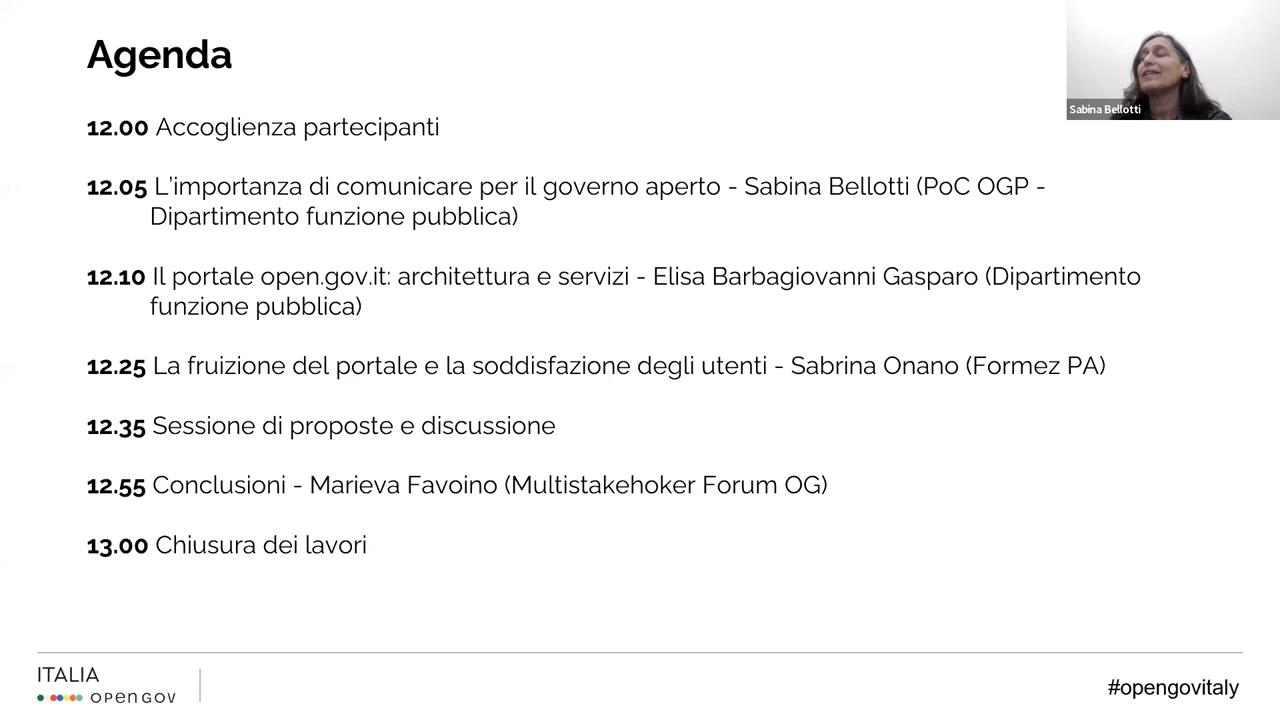 Agenda
Sabina Bellotti
12.00 Accoglienza partecipanti
12.05 L'importanza di comunicare per il governo aperto - Sabina Bellotti (PoC OGP -
Dipartimento funzione pubblica)
12.10 Il portale open.gov.it: architettura e servizi - Elisa Barbagiovanni Gasparo (Dipartimento
funzione pubblica)
12.25 La fruizione del portale e la soddisfazione degli utenti - Sabrina Onano (Formez PA)
12.35 Sessione di proposte e discussione
12.55 Conclusioni - Marieva Favoino (Multistakehoker Forum OG)
13.00 Chiusura dei lavori
ITALIA
OPEN GOV
#opengovitaly